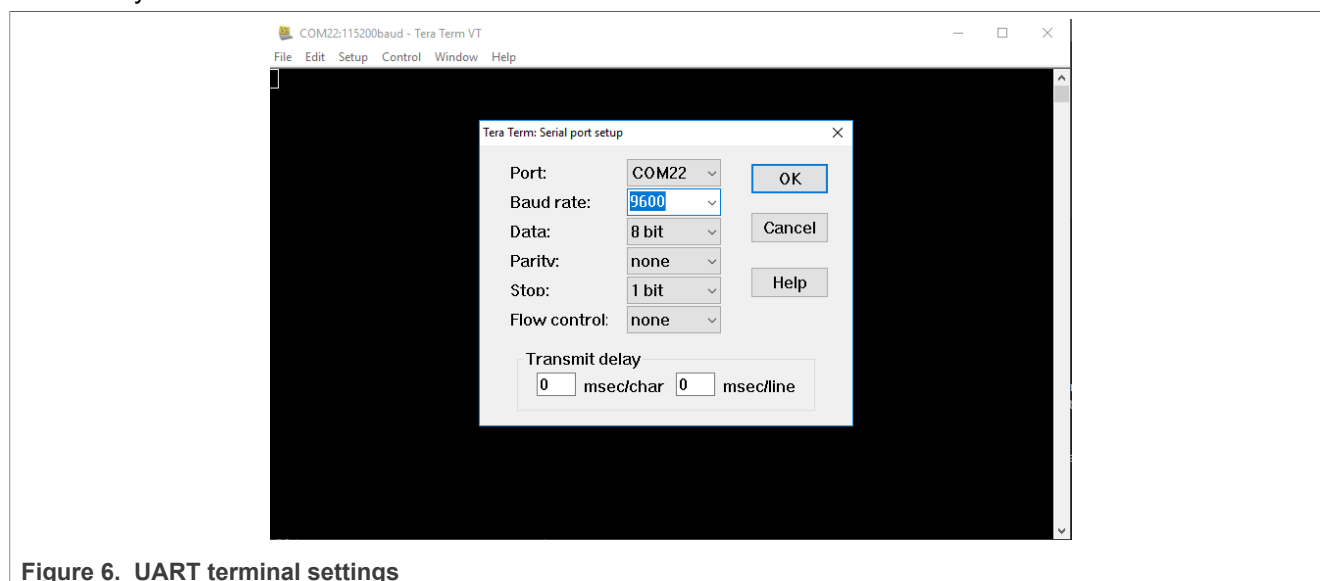 COM22:115200baud - Tera Term VT
File Edit Setup Control Window Help
Tera Term: Serial port setup
Port: COM22 OK
Baud rate: 9600
Data: 8 bit Cancel
Parity: none
Stop: 1 bit Help
Flow control: none
Transmit delay
0 msec/char 0 msec/line
Figure 6. UART terminal settings